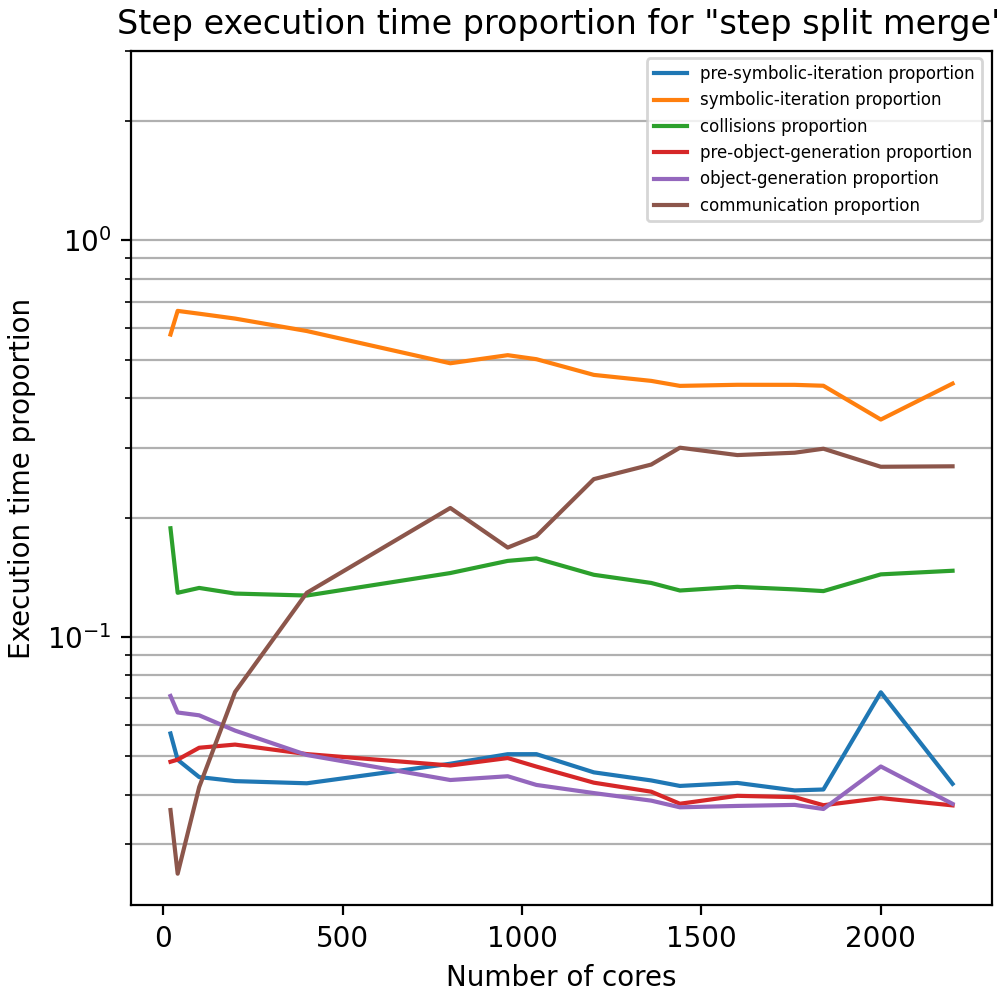 Step execution time proportion for "step split merge"
pre-symbolic-iteration proportion
symbolic-iteration proportion
collisions proportion
pre-object-generation proportion
object-generation proportion
communication proportion
10⁰
10⁻¹
Execution time proportion
0 500 1000 1500 2000
Number of cores